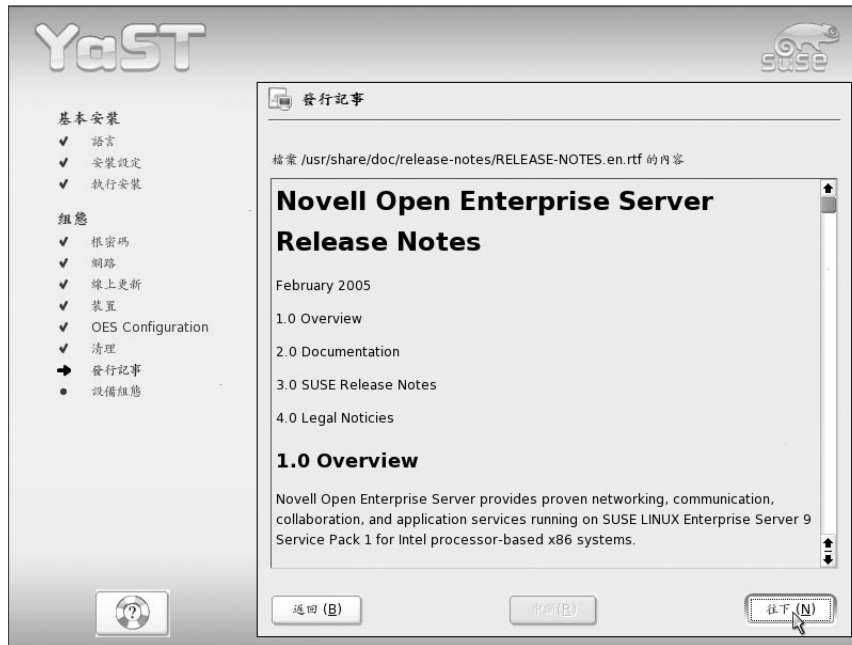 YaST
suse
基本安裝
語言
安裝設定
執行安裝
組態
根密碼
網路
線上更新
裝置
OES Configuration
清理
發行記事
設備組態
發行記事
檔案 /usr/share/doc/release-notes/RELEASE-NOTES.en.rtf 的內容
Novell Open Enterprise Server
Release Notes
February 2005
1.0 Overview
2.0 Documentation
3.0 SUSE Release Notes
4.0 Legal Noticies
1.0 Overview
Novell Open Enterprise Server provides proven networking, communication,
collaboration, and application services running on SUSE LINUX Enterprise Server 9
Service Pack 1 for Intel processor-based x86 systems.
返回 (B)
中斷(R)
往下 (N)